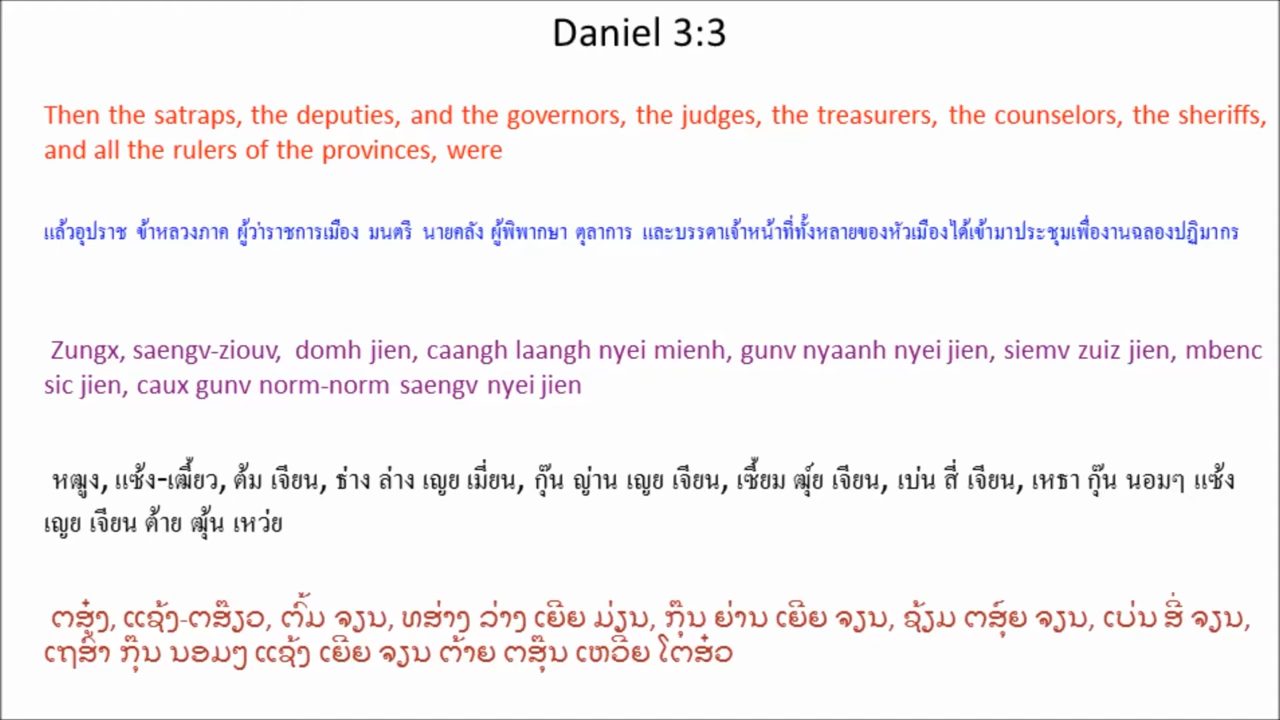 Daniel 3:3
Then the satraps, the deputies, and the governors, the judges, the treasurers, the counselors, the sheriffs,
and all the rulers of the provinces, were
แล้วอุปราช ข้าหลวงภาค ผู้ว่าราชการเมือง มนตรี นายคลัง ผู้พิพากษา ตุลาการ และบรรดาเจ้าหน้าที่ทั้งหลายของหัวเมืองได้เข้ามาประชุมเพื่องานฉลองปฏิมากร
Zungx, saengv-ziouv, domh jien, caangh laangh nyei mienh, gunv nyaanh nyei jien, siemv zuiz jien, mbenc
sic jien, caux gunv norm-norm saengv nyei jien
หฒูง, แซ้ง-เฒี้ยว, ต้ม เจียน, ธ่าง ล่าง เญย เมี่ยน, กุ๊น ญ่าน เญย เจียน, เซี้ยม ฒุ์ย เจียน, เบ่น สี่ เจียน, เหธา กุ๊น นอมๆ แซ้ง
เญย เจียน ต้าย ฒุ้น เหว่ย
ຕສູ໋ງ, ແຊ້ງ-ຕສ໊ຽວ, ຕົ້ມ ຈຽນ, ທສ່າງ ລ່າງ ເຍີຍ ມ່ຽນ, ກຸ໊ນ ຍ່ານ ເຍີຍ ຈຽນ, ຊ້ຽມ ຕສຸ໌ຍ ຈຽນ, ເບ່ນ ສີ່ ຈຽນ,
ເຖສົາ ກຸ໊ນ ນອມໆ ແຊ້ງ ເຍີຍ ຈຽນ ຕ້າຍ ຕສຸ໊ນ ເຫວີ່ຍ ໂຕສ໋ວ